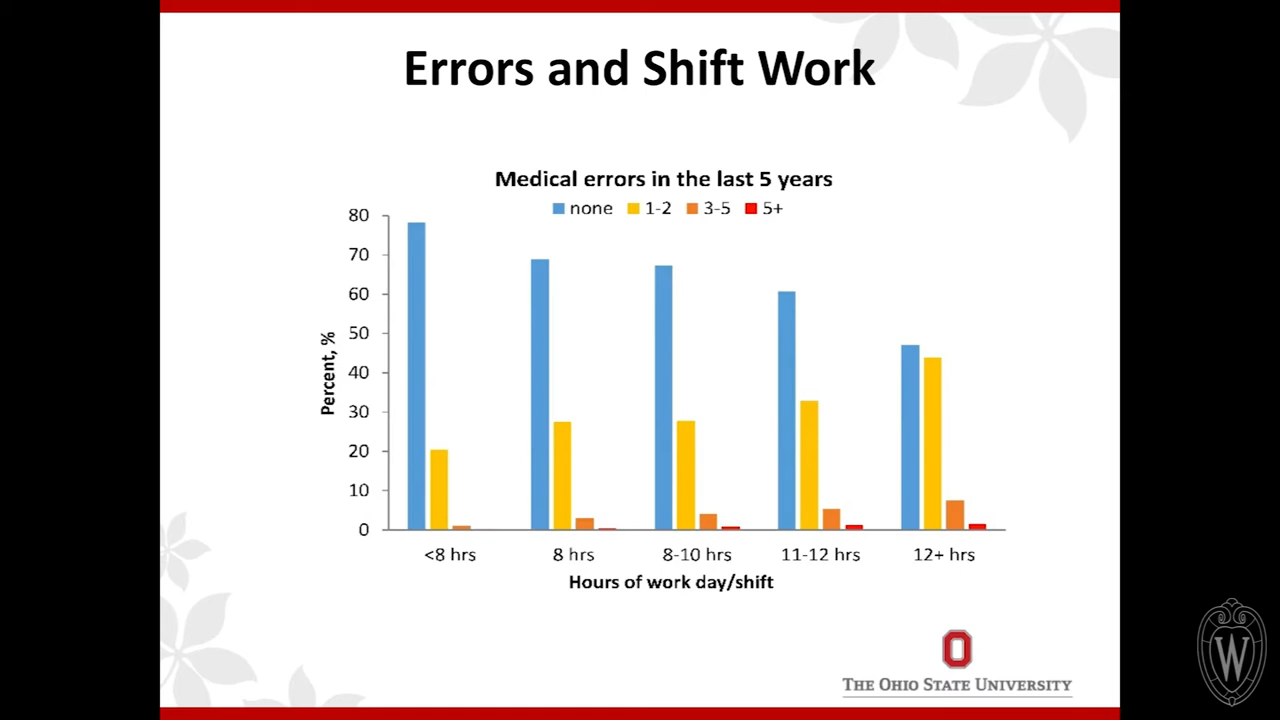 Errors and Shift Work
Medical errors in the last 5 years
none 1-2 3-5 5+
80
70
60
50
40
30
20
10
0
Percent, %
<8 hrs 8 hrs 8-10 hrs 11-12 hrs 12+ hrs
Hours of work day/shift
O
THE OHIO STATE UNIVERSITY
W